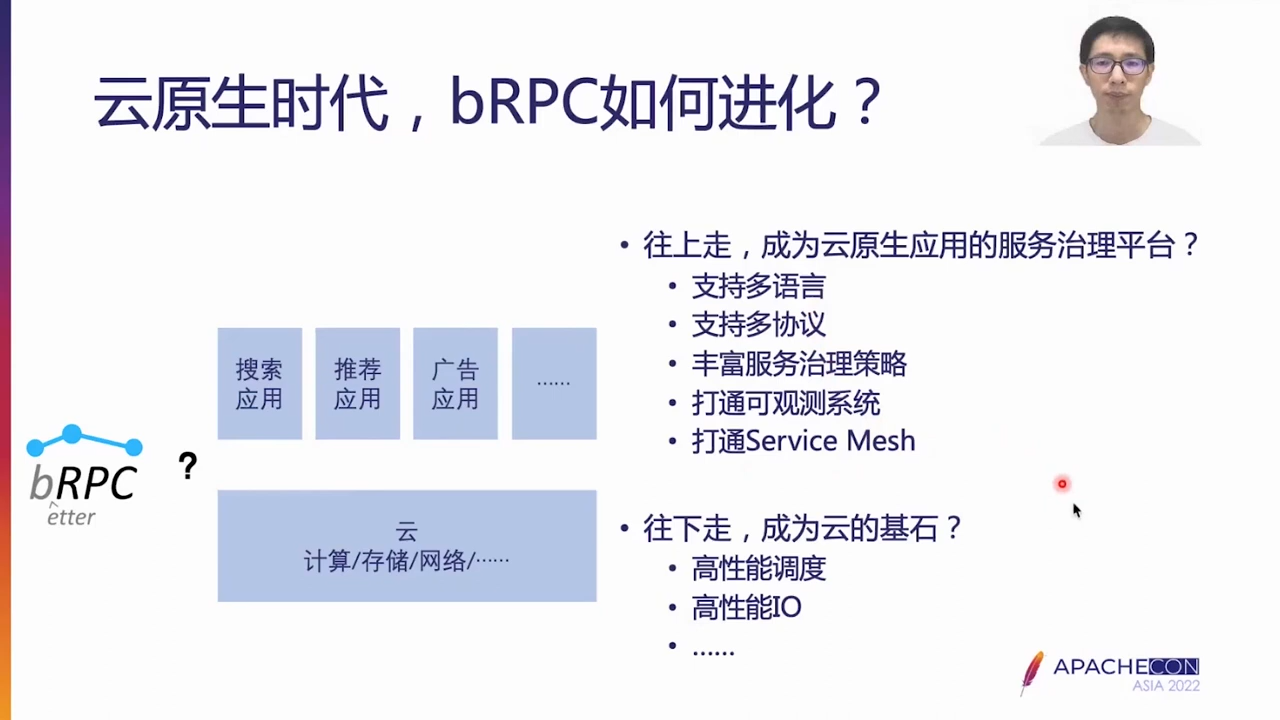 云原生时代，bRPC如何进化？
• 往上走，成为云原生应用的服务治理平台？
• 支持多语言
• 支持多协议
• 丰富服务治理策略
• 打通可观测系统
• 打通Service Mesh
• 往下走，成为云的基石？
• 高性能调度
• 高性能IO
• ……
搜索
应用
推荐
应用
广告
应用
……
bRPC
^
etter
?
云
计算/存储/网络/……
APACHECON
ASIA 2022